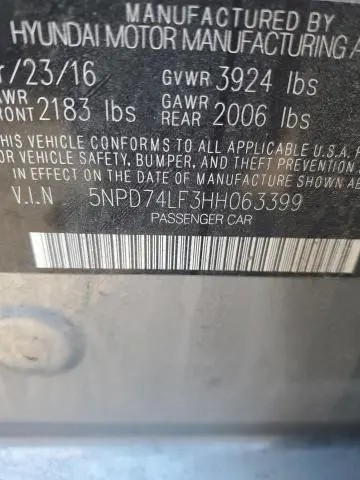 MANUFACTURED BY
HYUNDAI MOTOR MANUFACTURING
/23/16 GVWR 3924 lbs
GAWR
FRONT 2183 lbs REAR 2006 lbs
THIS VEHICLE CONFORMS TO ALL APPLICABLE U.S.A.
VEHICLE SAFETY, BUMPER, AND THEFT PREVENTION
IN EFFECT ON THE DATE OF MANUFACTURE SHOWN A
V.I.N 5NPD74LF3HH063399
PASSENGER CAR